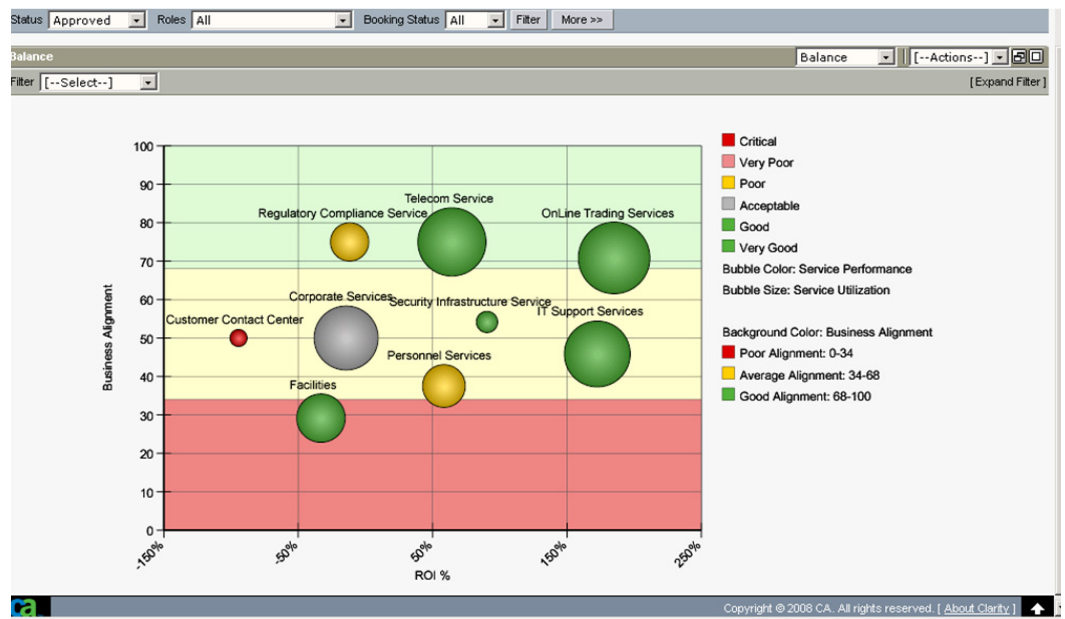 Status Approved Roles All Booking Status All Filter More >>
Balance Balance [--Actions--]
Filter [--Select--] [Expand Filter]
Critical
Very Poor
Poor
Acceptable
Good
Very Good
Bubble Color: Service Performance
Bubble Size: Service Utilization
Background Color: Business Alignment
Poor Alignment: 0-34
Average Alignment: 34-68
Good Alignment: 68-100
Business Alignment
100
90
80
70
60
50
40
30
20
10
0
Telecom Service
Regulatory Compliance Service
OnLine Trading Services
Corporate Services
Security Infrastructure Service
IT Support Services
Customer Contact Center
Personnel Services
Facilities
-150%
-50%
50%
150%
250%
ROI %
ca
Copyright © 2008 CA. All rights reserved. [ About Clarity ]